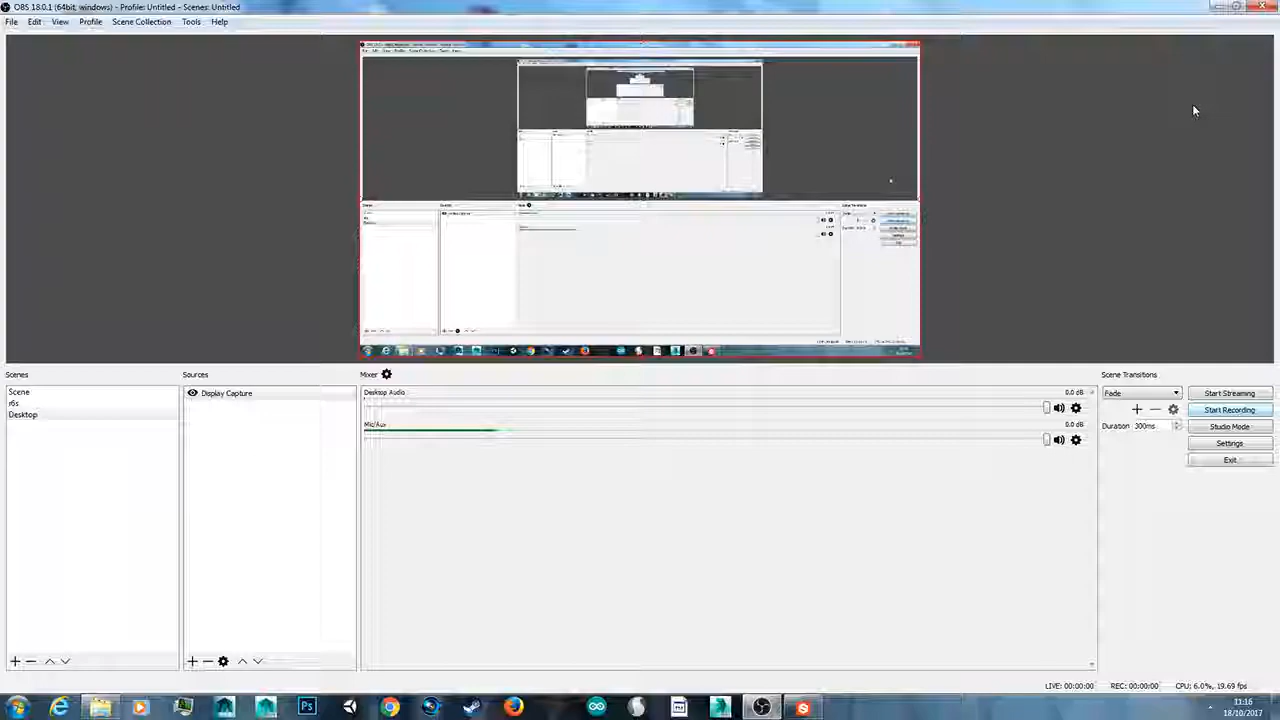 OBS 18.0.1 (64bit, windows) - Profile: Untitled - Scenes: Untitled
File Edit View Profile Scene Collection Tools Help
Scenes
Scene
r6s
Desktop
Sources
Display Capture
Mixer
Desktop Audio 0.0 dB
Mic/Aux 0.0 dB
Scene Transitions
Fade
Duration 300ms
Start Streaming
Start Recording
Studio Mode
Settings
Exit
LIVE: 00:00:00 REC: 00:00:00 CPU: 6.0%, 19.69 fps
Ps
11:16
18/10/2017